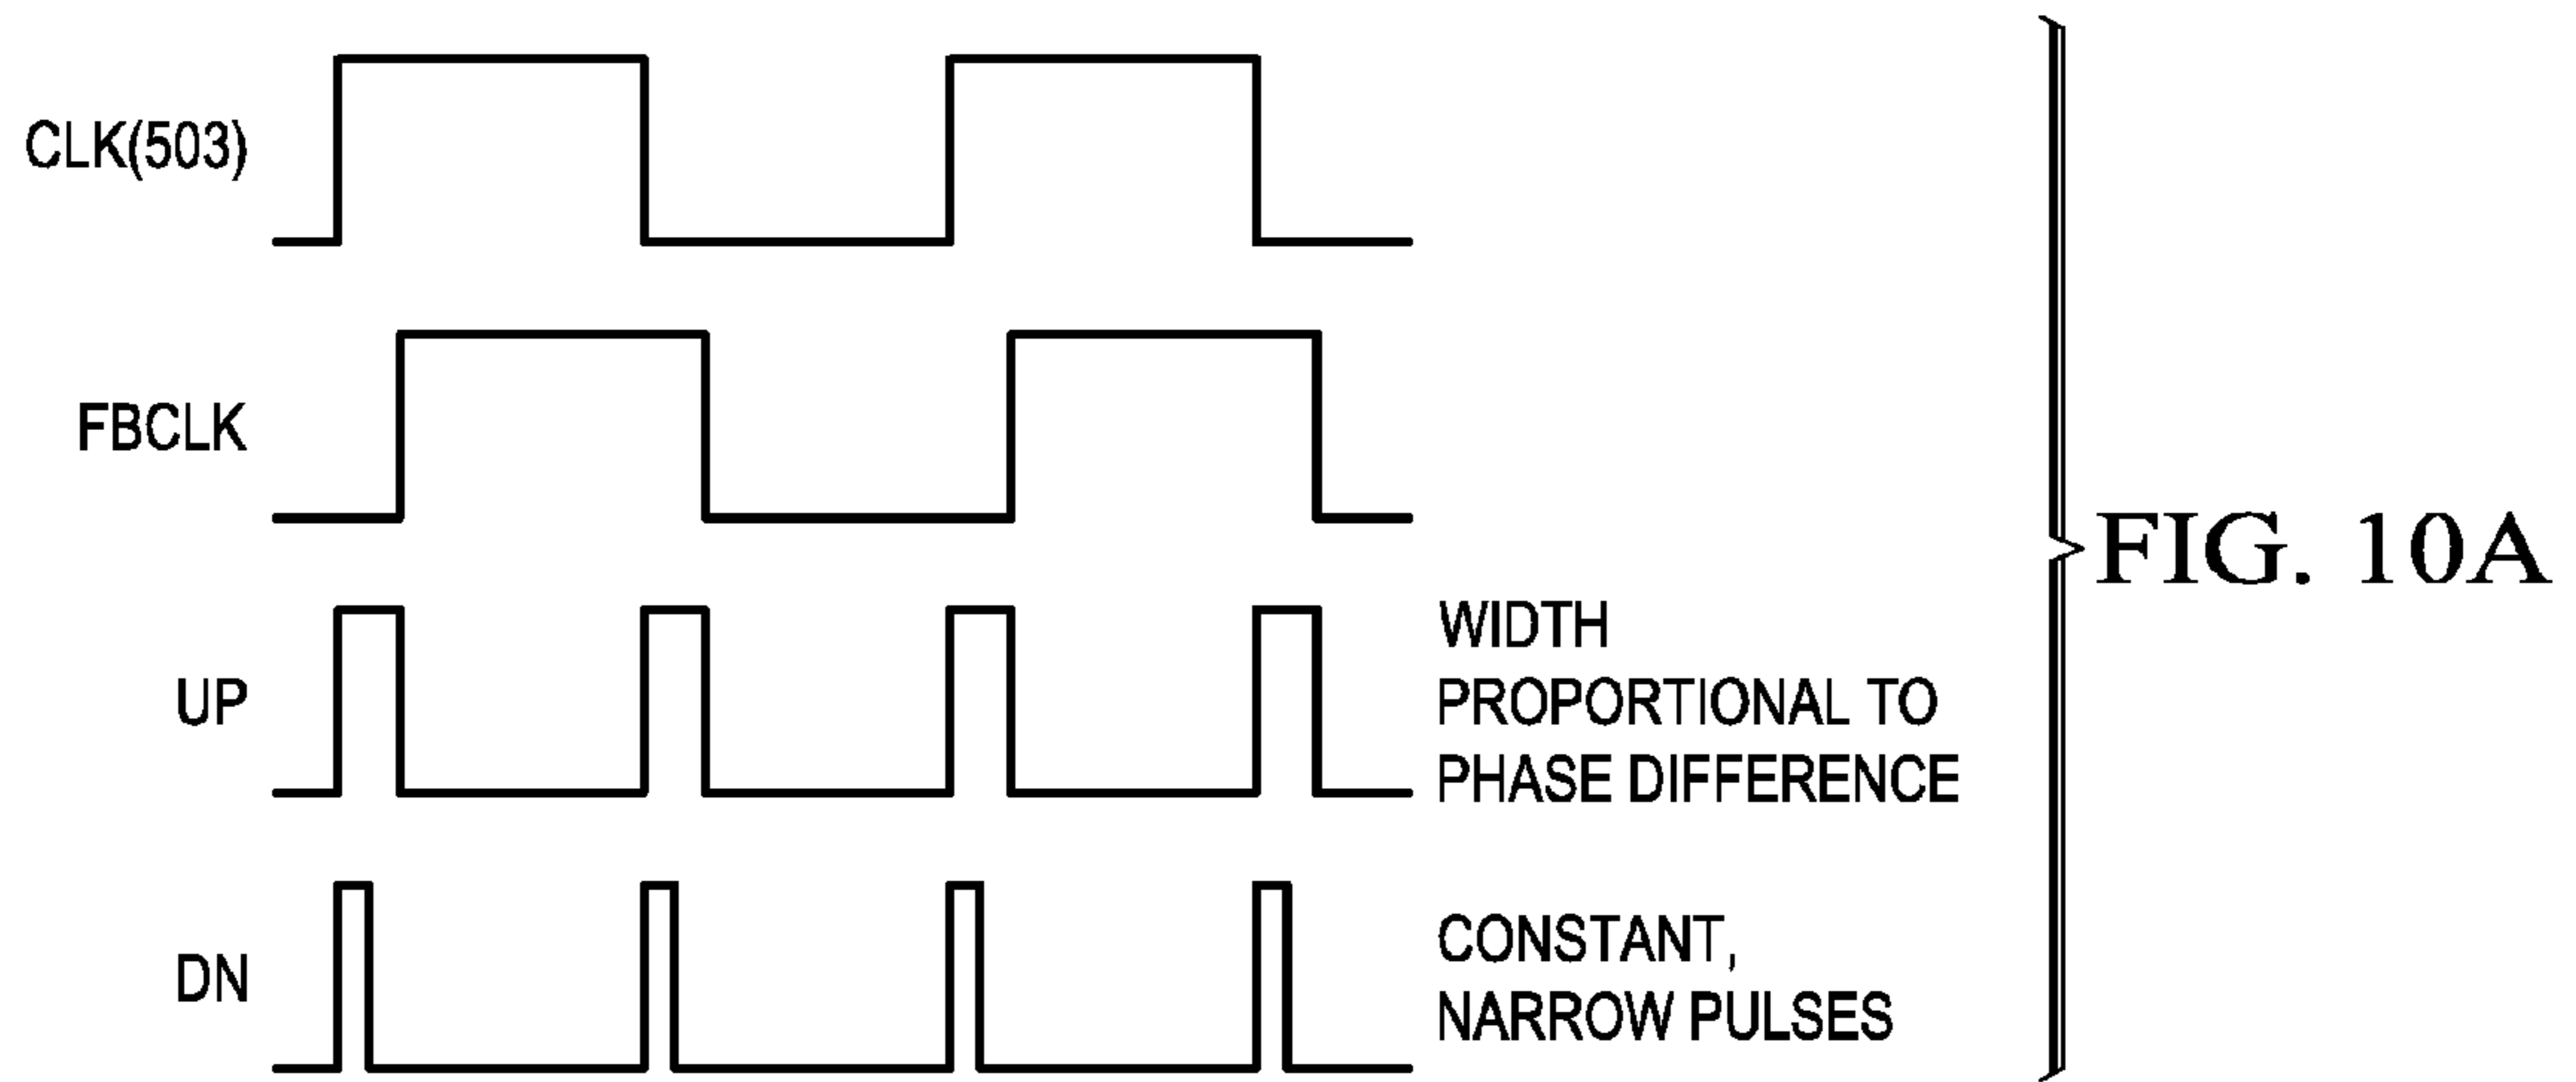 CLK(503)
FBCLK
UP
WIDTH
PROPORTIONAL TO
PHASE DIFFERENCE
DN
CONSTANT,
NARROW PULSES
FIG. 10A